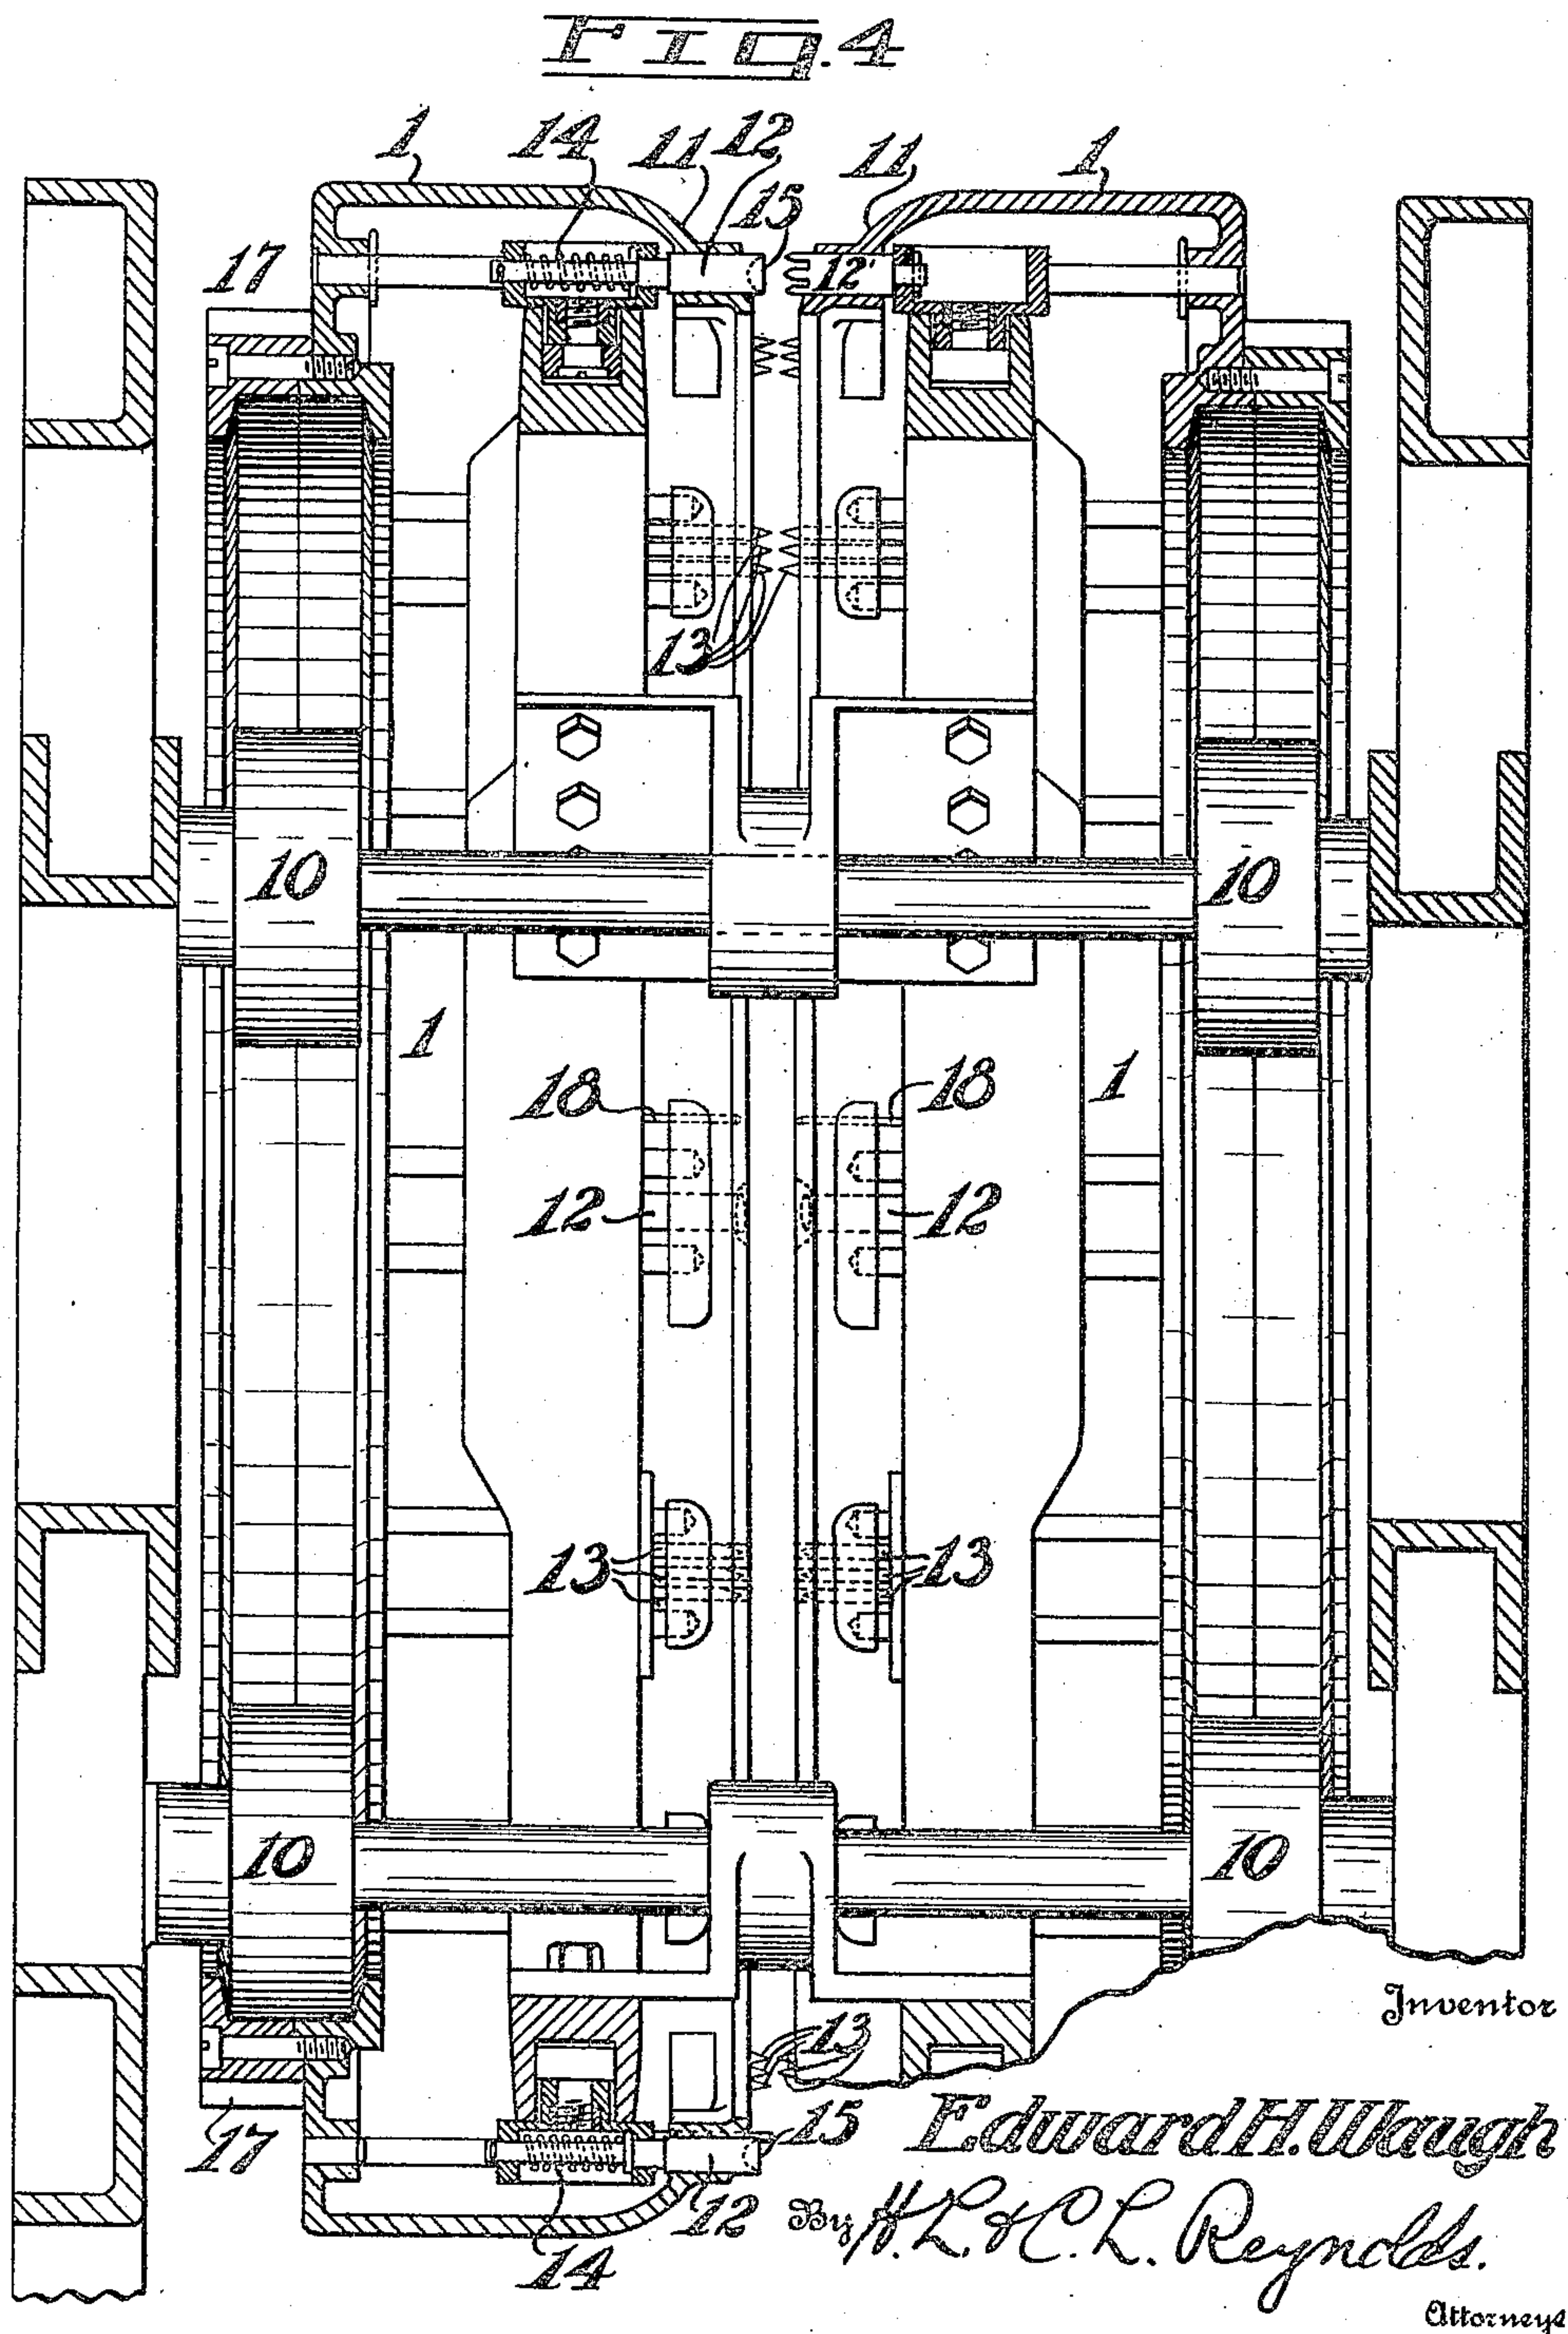 Fig. 4
1 14 11 12 15 11 1
17 12'
13
10 10
1 1
18 18
12 12
13 13
10 10
13
Inventor
17 15 Edward H. Waugh
12 By H. L. & C. L. Reynolds.
14
Attorneys